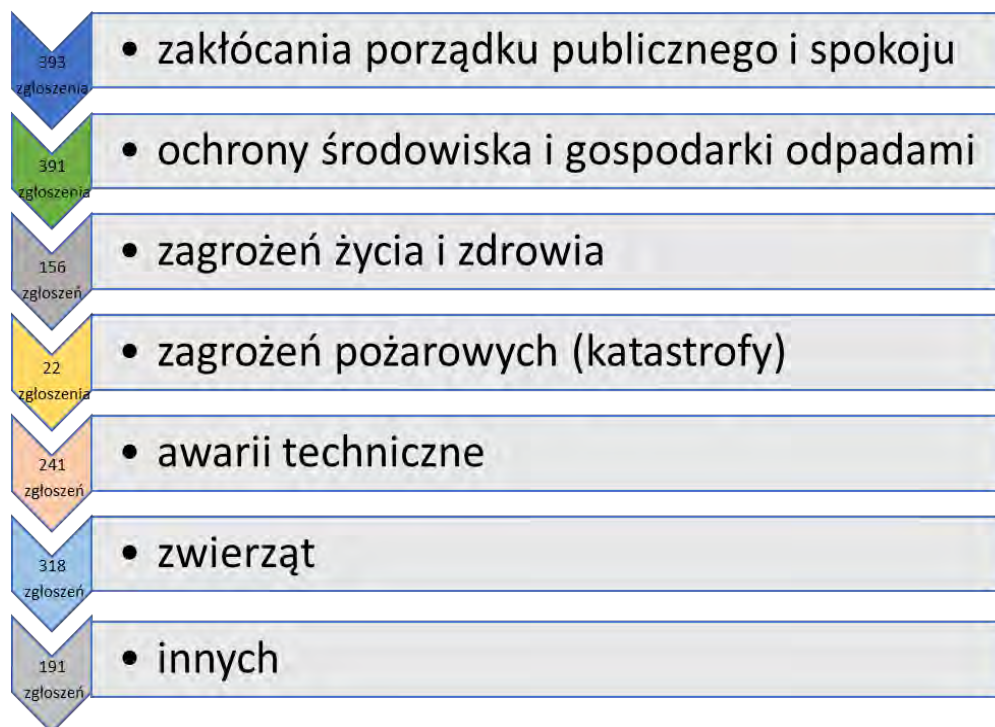 393
zgłoszenia
• zakłócania porządku publicznego i spokoju
391
zgłoszenia
• ochrony środowiska i gospodarki odpadami
156
zgłoszeń
• zagrożeń życia i zdrowia
22
zgłoszenia
• zagrożeń pożarowych (katastrofy)
241
zgłoszeń
• awarii techniczne
318
zgłoszeń
• zwierząt
191
zgłoszeń
• innych